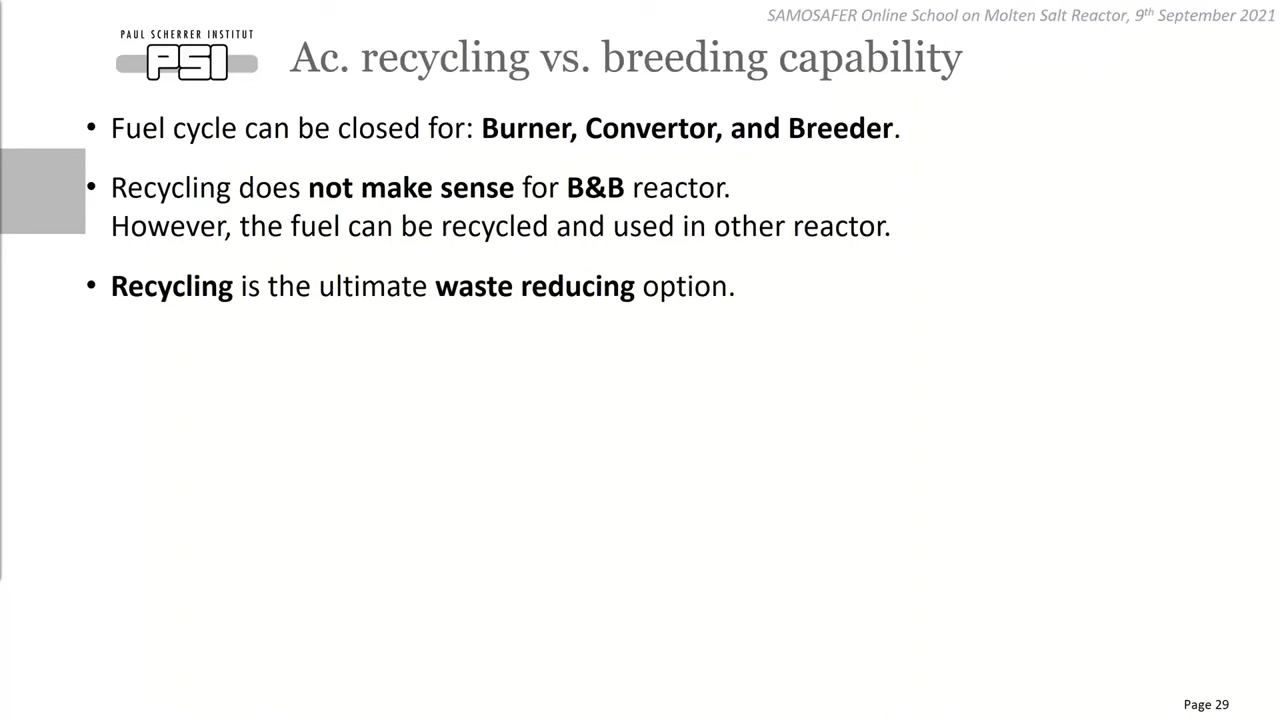 SAMOSAFER Online School on Molten Salt Reactor, 9th September 2021
PAUL SCHERRER INSTITUT
PSI
Ac. recycling vs. breeding capability
• Fuel cycle can be closed for: Burner, Convertor, and Breeder.
• Recycling does not make sense for B&B reactor.
However, the fuel can be recycled and used in other reactor.
• Recycling is the ultimate waste reducing option.
Page 29